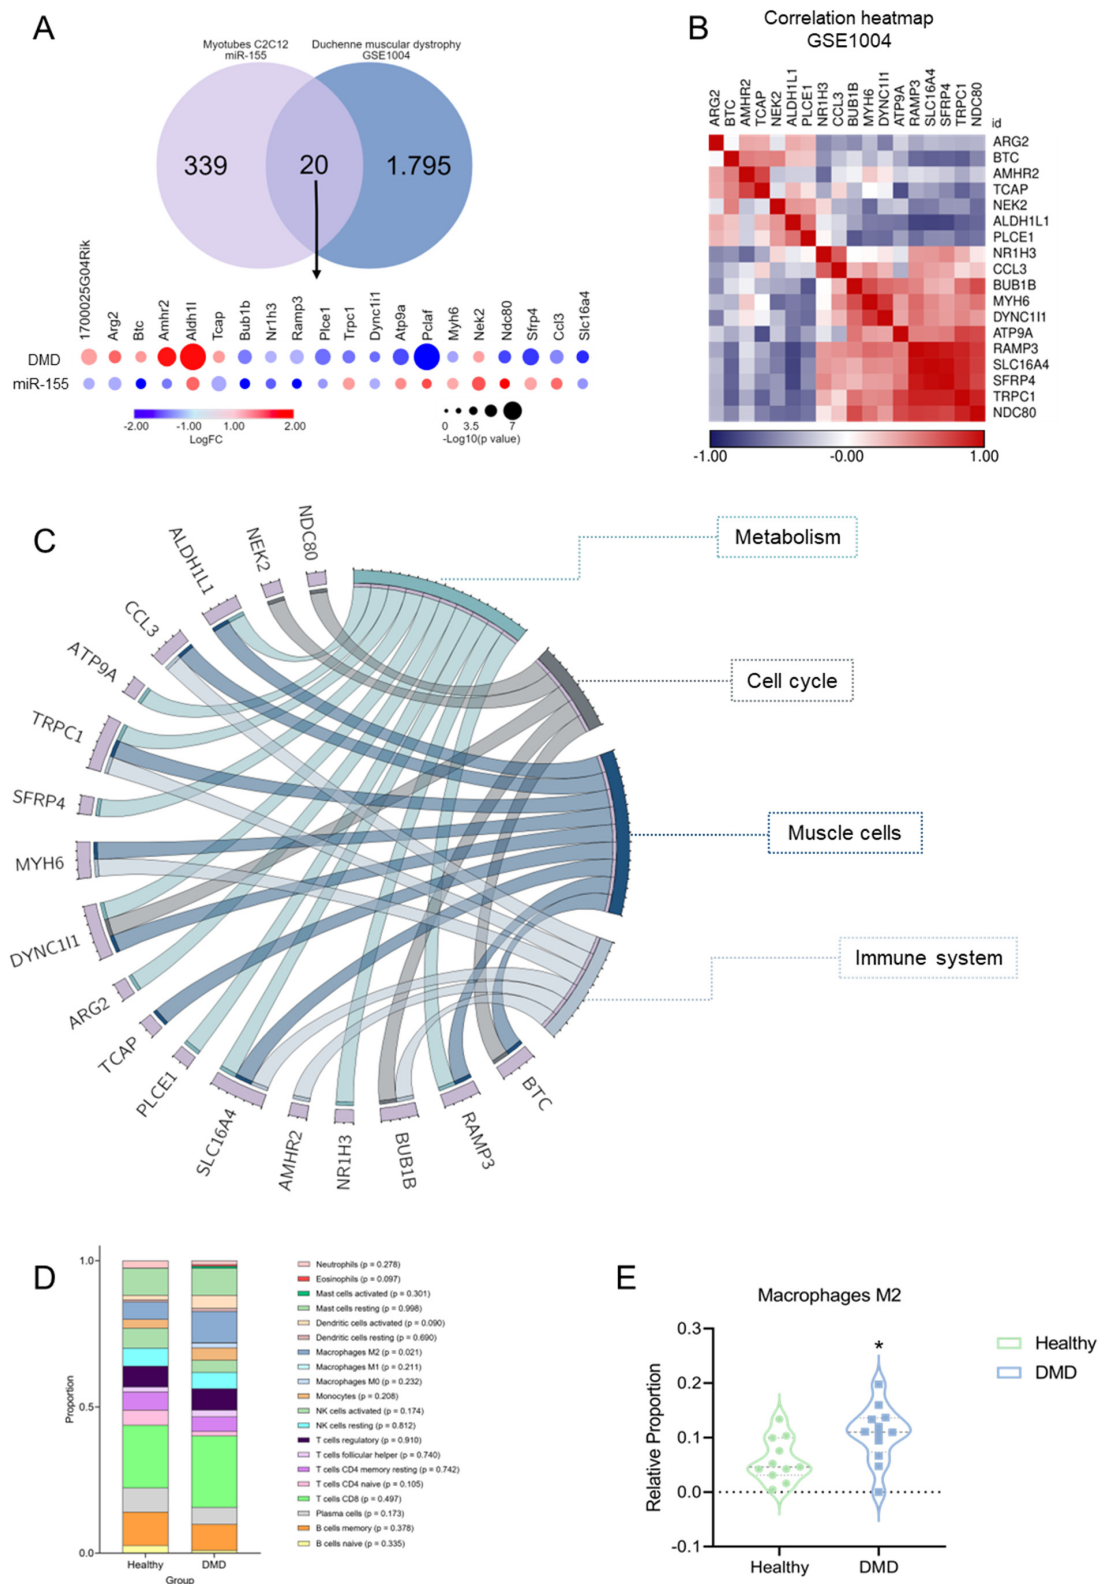 A
Myotubes C2C12
miR-155
Duchenne muscular dystrophy
GSE1004
339
20
1.795
1700025G04Rik
Arg2
Btc
Amhr2
Aldh1l
Tcap
Bub1b
Nr1h3
Ramp3
Plce1
Trpc1
Dync1i1
Atp9a
Pclaf
Myh6
Nek2
Ndc80
Sfrp4
Ccl3
Slc16a4
DMD
miR-155
-2.00
-1.00
1.00
2.00
LogFC
0
3.5
7
-Log10(p value)
B
Correlation heatmap
GSE1004
ARG2
BTC
AMHR2
TCAP
NEK2
ALDH1L1
PLCE1
NR1H3
CCL3
BUB1B
MYH6
DYNC1I1
ATP9A
RAMP3
SLC16A4
SFRP4
TRPC1
NDC80
id
ARG2
BTC
AMHR2
TCAP
NEK2
ALDH1L1
PLCE1
NR1H3
CCL3
BUB1B
MYH6
DYNC1I1
ATP9A
RAMP3
SLC16A4
SFRP4
TRPC1
NDC80
-1.00
-0.00
1.00
C
NDC80
NEK2
ALDH1L1
CCL3
ATP9A
TRPC1
SFRP4
MYH6
DYNC1I1
ARG2
TCAP
PLCE1
SLC16A4
AMHR2
NR1H3
BUB1B
RAMP3
BTC
Metabolism
Cell cycle
Muscle cells
Immune system
D
1.0
0.5
0.0
Proportion
Healthy
DMD
Group
Neutrophils (p = 0.278)
Eosinophils (p = 0.097)
Mast cells activated (p = 0.301)
Mast cells resting (p = 0.998)
Dendritic cells activated (p = 0.090)
Dendritic cells resting (p = 0.690)
Macrophages M2 (p = 0.021)
Macrophages M1 (p = 0.211)
Macrophages M0 (p = 0.232)
Monocytes (p = 0.208)
NK cells activated (p = 0.174)
NK cells resting (p = 0.812)
T cells regulatory (p = 0.910)
T cells follicular helper (p = 0.740)
T cells CD4 memory resting (p = 0.742)
T cells CD4 naive (p = 0.105)
T cells CD8 (p = 0.497)
Plasma cells (p = 0.173)
B cells memory (p = 0.378)
B cells naive (p = 0.335)
E
Macrophages M2
0.3
0.2
0.1
0.0
-0.1
Relative Proportion
*
Healthy
DMD
Healthy
DMD